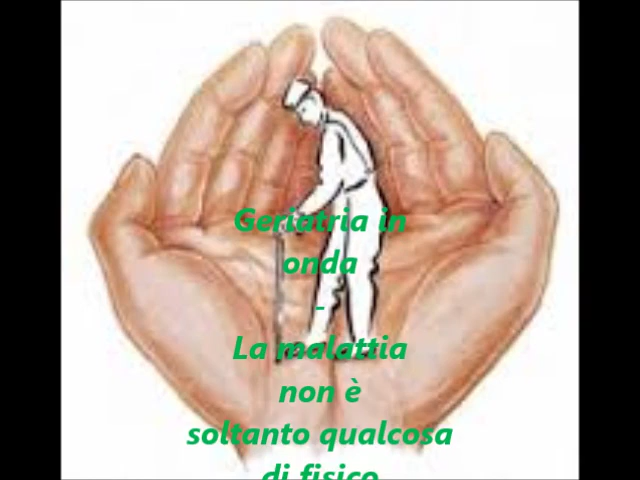 Geriatria in
onda
-
La malattia
non è
soltanto qualcosa
di fisico